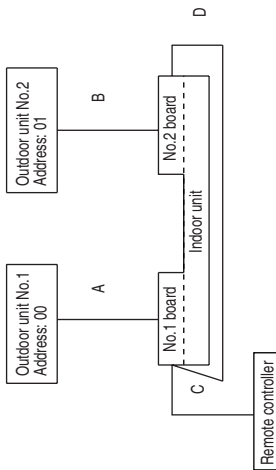 Outdoor unit No.1
Address: 00
Outdoor unit No.2
Address: 01
A
B
No.1 board
No.2 board
Indoor unit
C
D
Remote controller